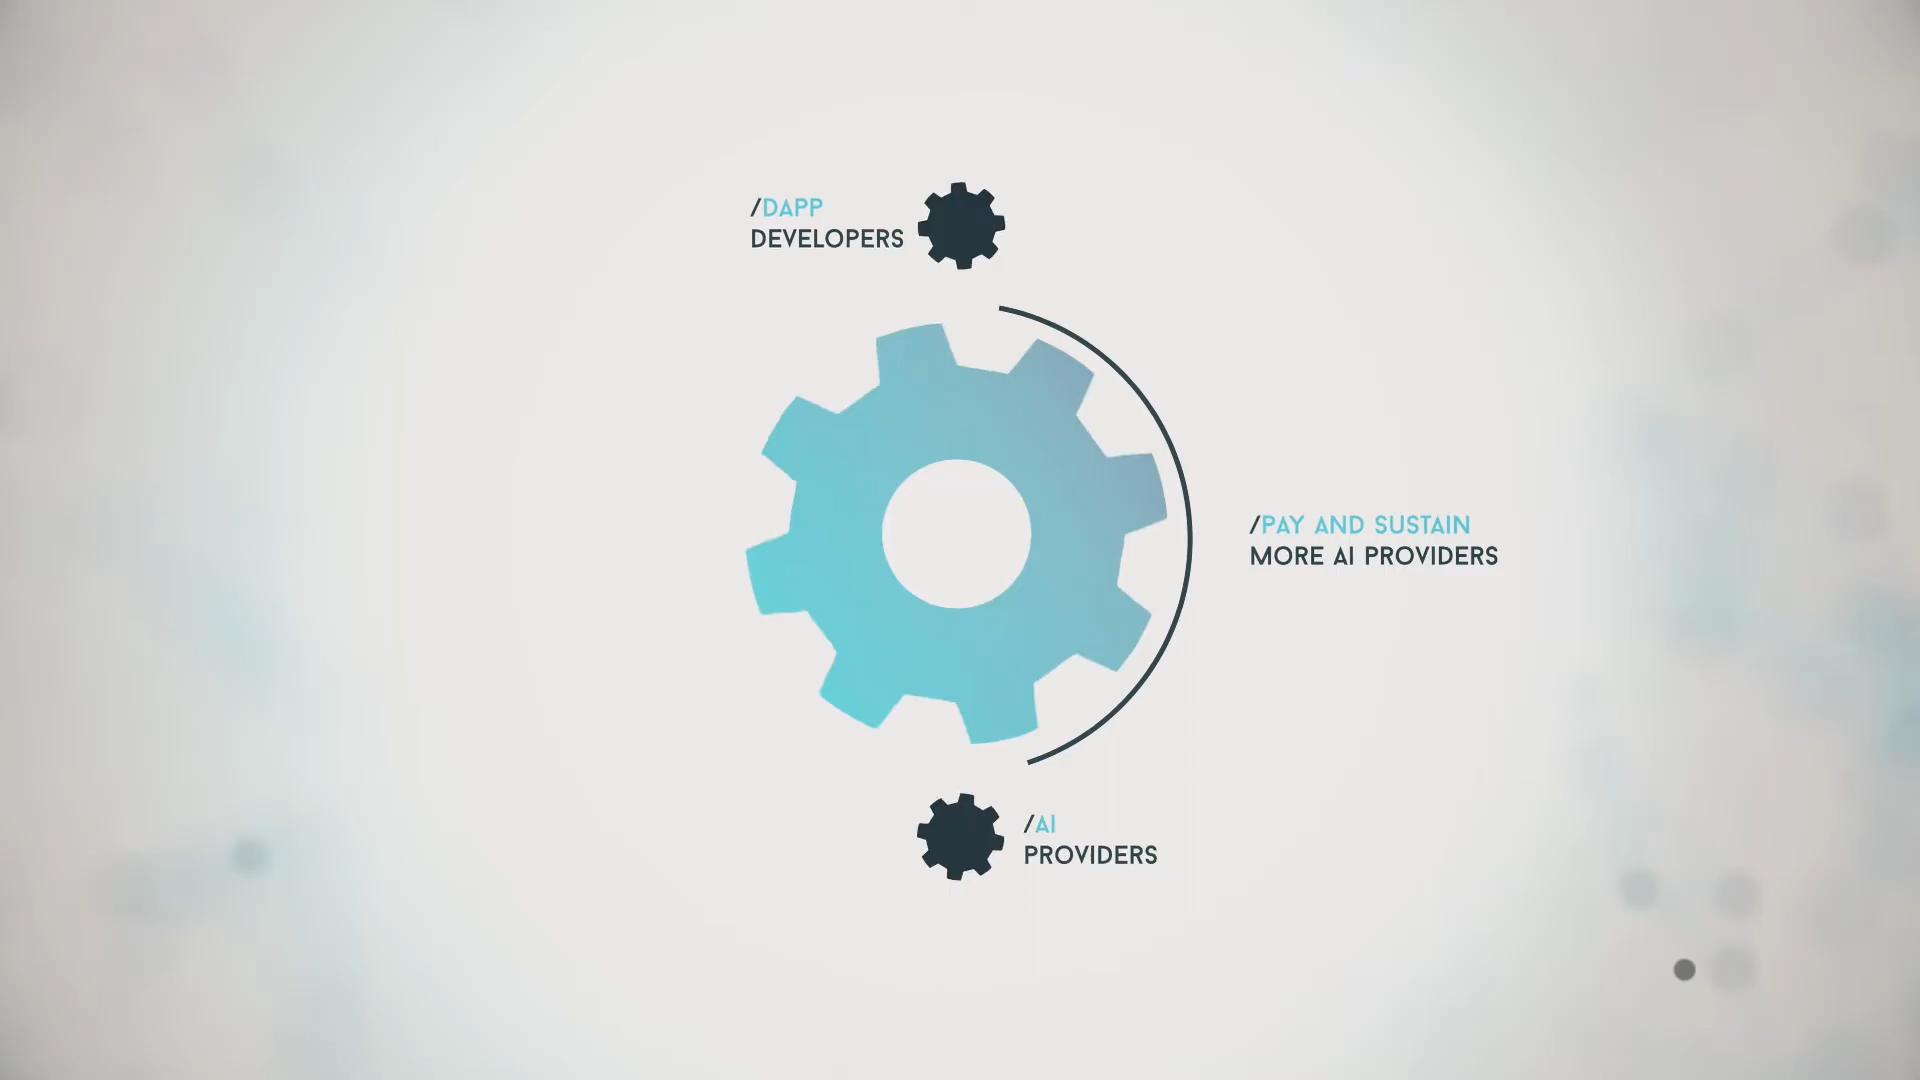 /DAPP
DEVELOPERS
/PAY AND SUSTAIN
MORE AI PROVIDERS
/AI
PROVIDERS